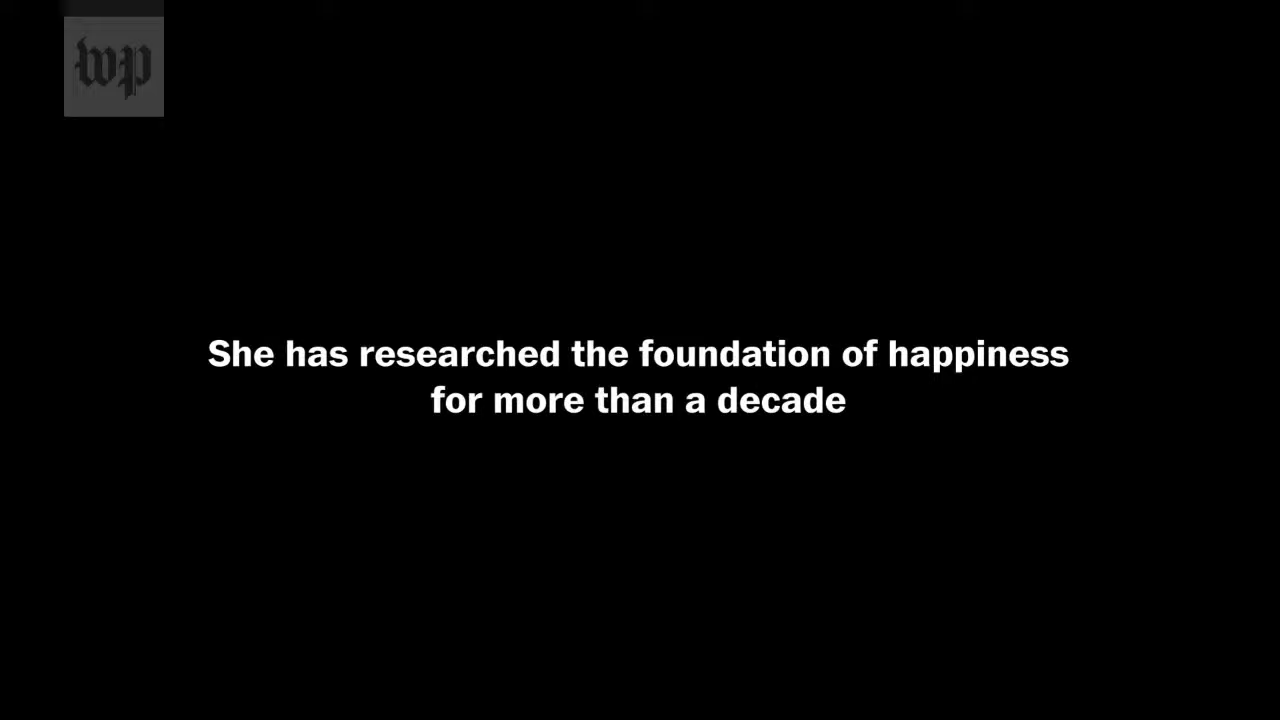 wp
She has researched the foundation of happiness
for more than a decade